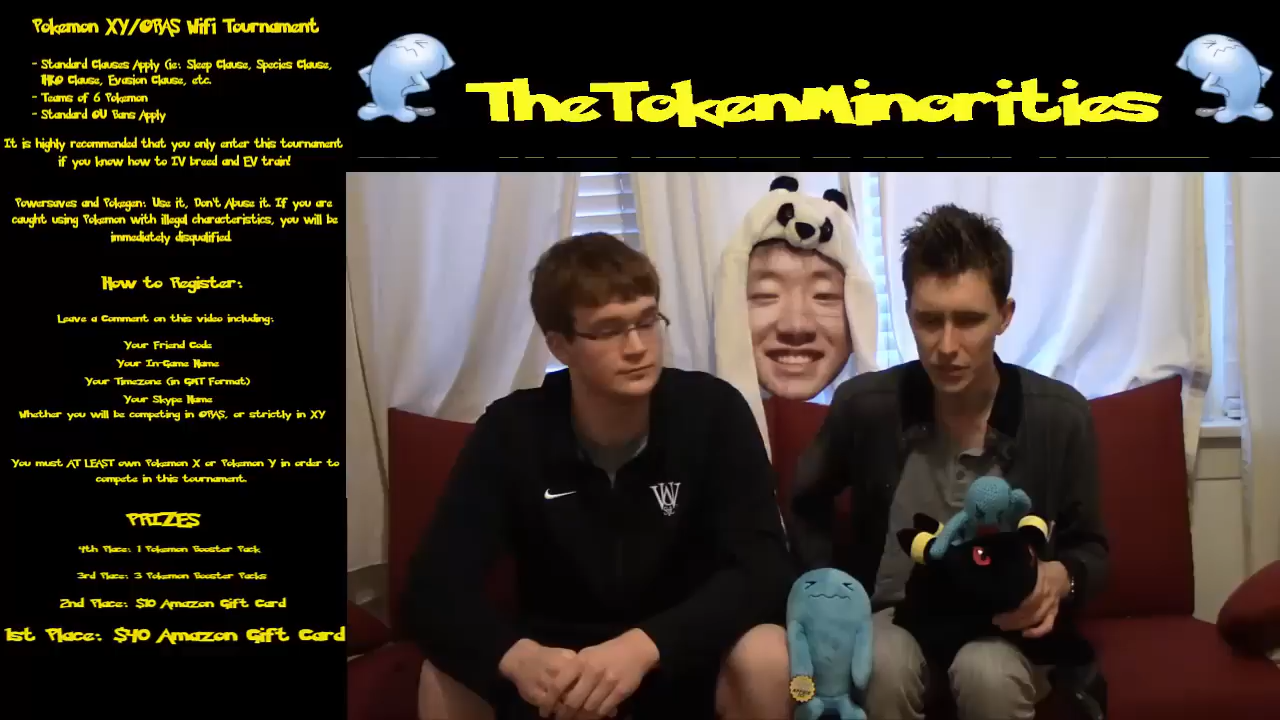 Pokemon XY/ORAS Wifi Tournament
- Standard Clauses Apply (ie: Sleep Clause, Species Clause,
OHKO Clause, Evasion Clause, etc.
- Teams of 6 Pokemon
- Standard OU Bans Apply
It is highly recommended that you only enter this tournament
if you know how to IV breed and EV train!
Powersaves and Pokegen: Use it, Don't Abuse it. If you are
caught using Pokemon with illegal characteristics, you will be
immediately disqualified.
How to Register:
Leave a Comment on this video including:
Your Friend Code
Your In-Game Name
Your Timezone (in GMT Format)
Your Skype Name
Whether you will be competing in ORAS, or strictly in XY
You must AT LEAST own Pokemon X or Pokemon Y in order to
compete in this tournament.
PRIZES
4th Place: 1 Pokemon Booster Pack
3rd Place: 3 Pokemon Booster Packs
2nd Place: $10 Amazon Gift Card
1st Place: $40 Amazon Gift Card
TheTokenMinorities